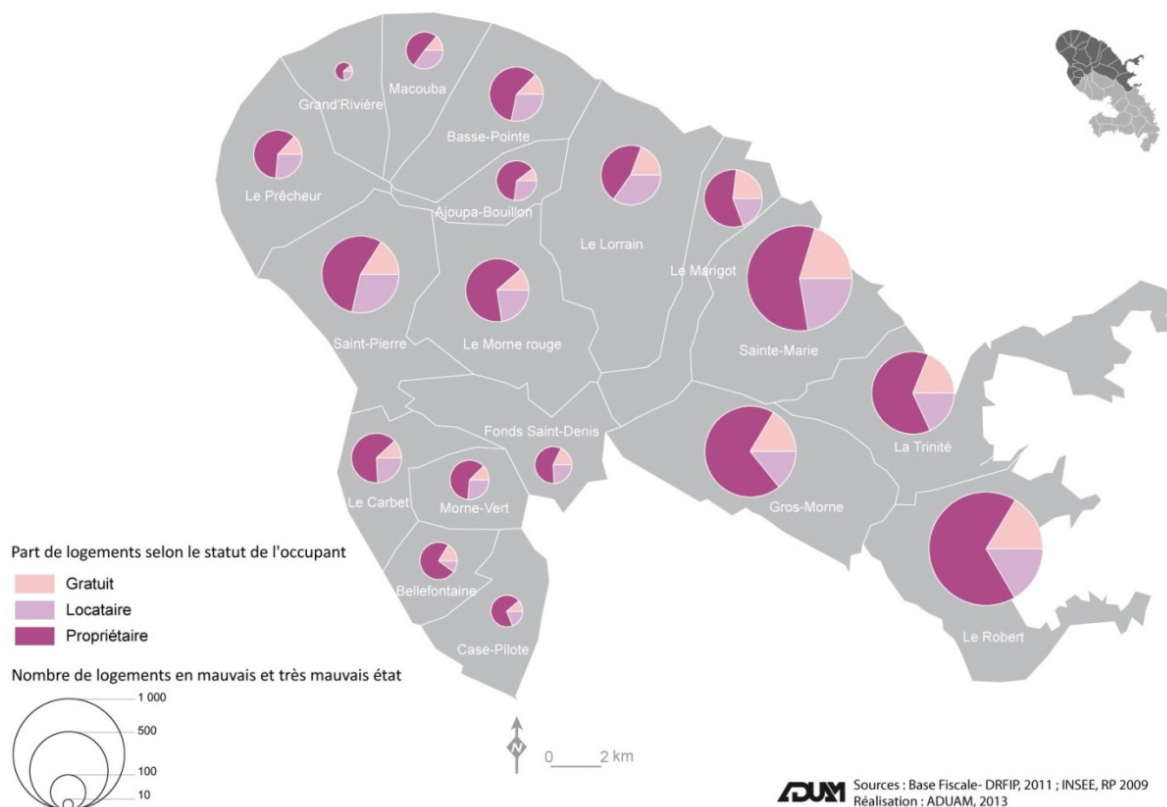 Macouba
Grand'Rivière
Basse-Pointe
Le Prêcheur
Ajoupa-Bouillon
Le Lorrain
Le Marigot
Saint-Pierre
Le Morne rouge
Sainte-Marie
Fonds Saint-Denis
La Trinité
Le Carbet
Morne-Vert
Gros-Morne
Bellefontaine
Le Robert
Case-Pilote
Part de logements selon le statut de l'occupant
Gratuit
Locataire
Propriétaire
Nombre de logements en mauvais et très mauvais état
1 000
500
100
10
N
0 2 km
ADUAM
Sources : Base Fiscale- DRFIP, 2011 ; INSEE, RP 2009
Réalisation : ADUAM, 2013